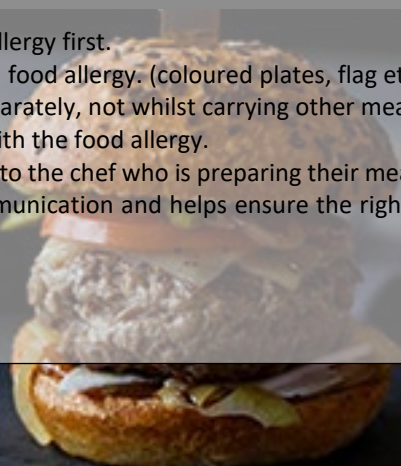 llergy first.
food allergy. (coloured plates, flag et
arately, not whilst carrying other mea
ith the food allergy.
to the chef who is preparing their mea
munication and helps ensure the righ